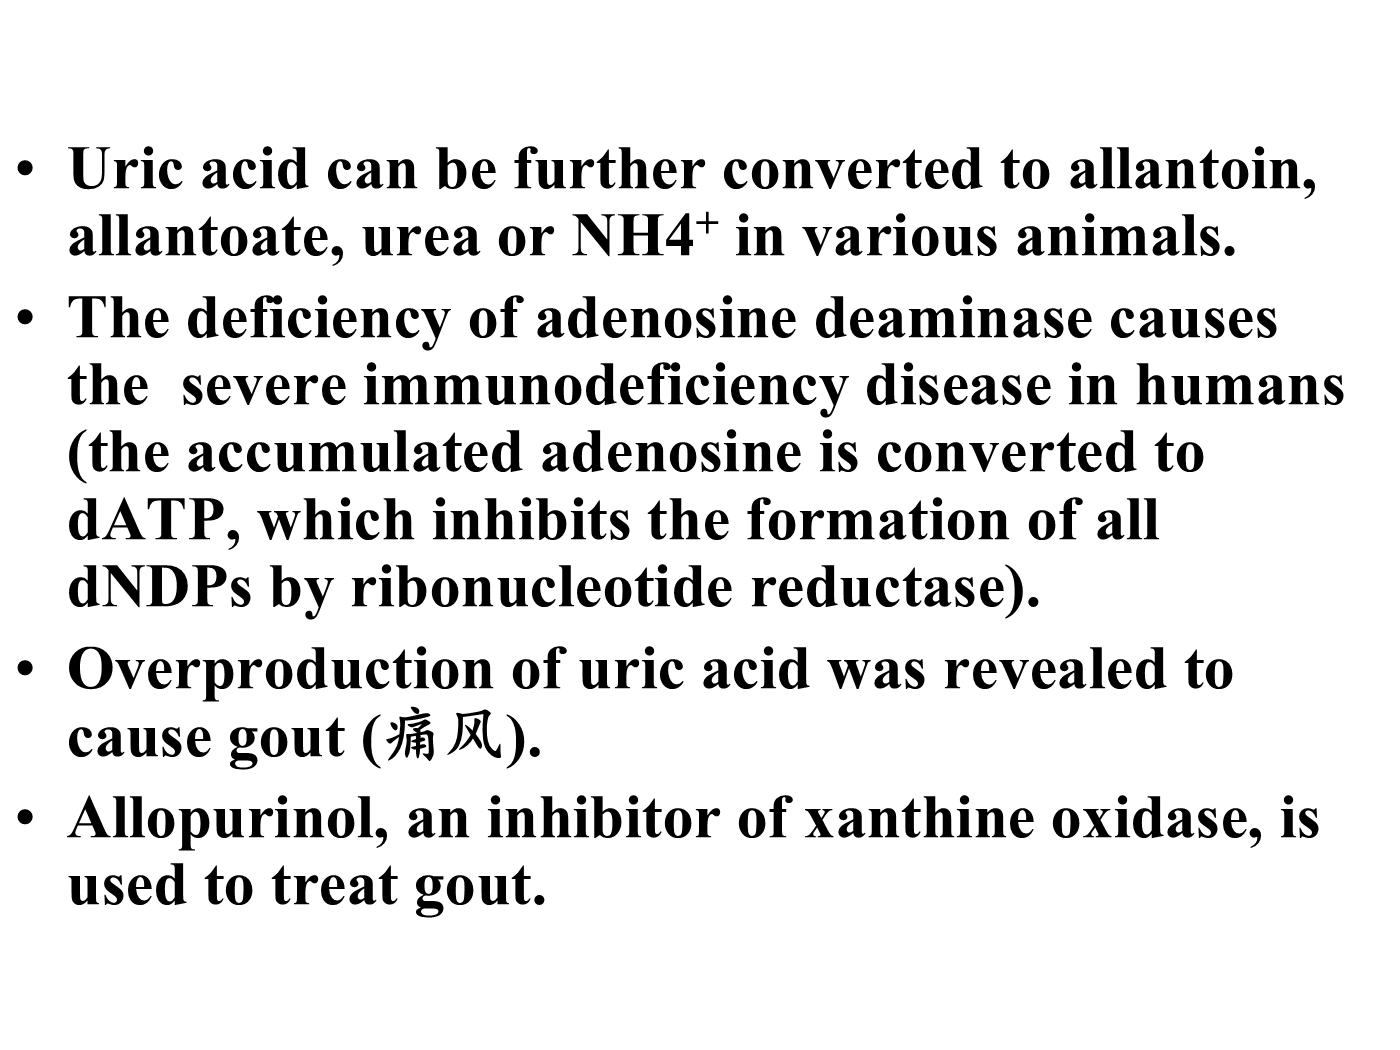 • Uric acid can be further converted to allantoin,
allantoate, urea or NH4⁺ in various animals.
• The deficiency of adenosine deaminase causes
the  severe immunodeficiency disease in humans
(the accumulated adenosine is converted to
dATP, which inhibits the formation of all
dNDPs by ribonucleotide reductase).
• Overproduction of uric acid was revealed to
cause gout (痛风).
• Allopurinol, an inhibitor of xanthine oxidase, is
used to treat gout.